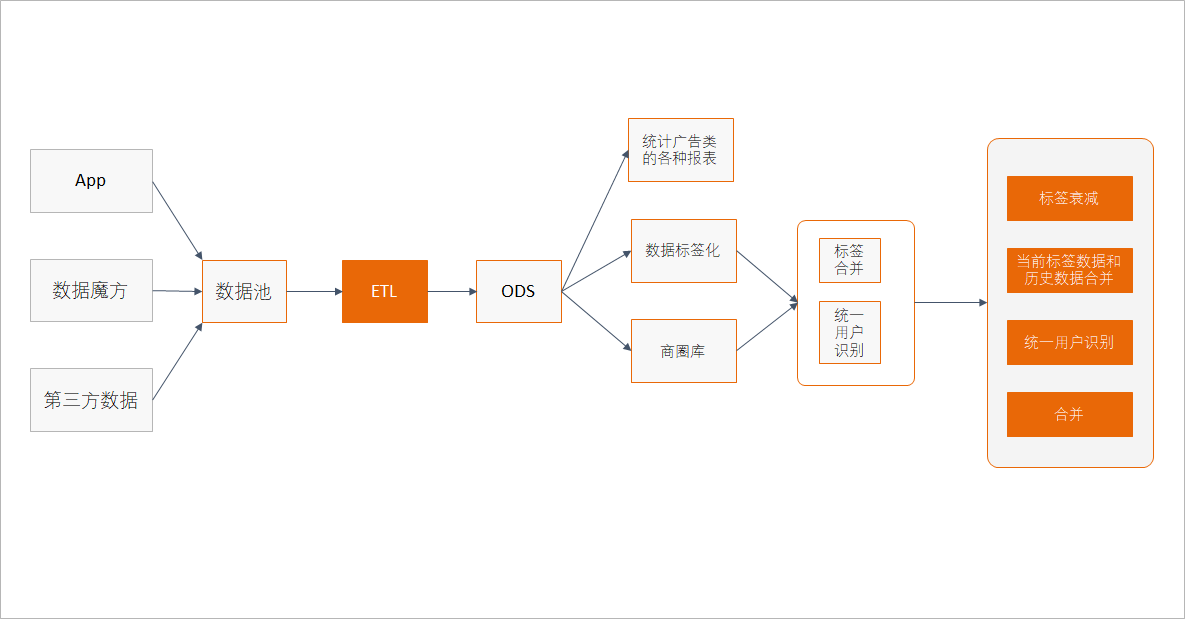 App
数据魔方
第三方数据
数据池
ETL
ODS
统计广告类
的各种报表
数据标签化
商圈库
标签
合并
统一
用户
识别
标签衰减
当前标签数据和
历史数据合并
统一用户识别
合并